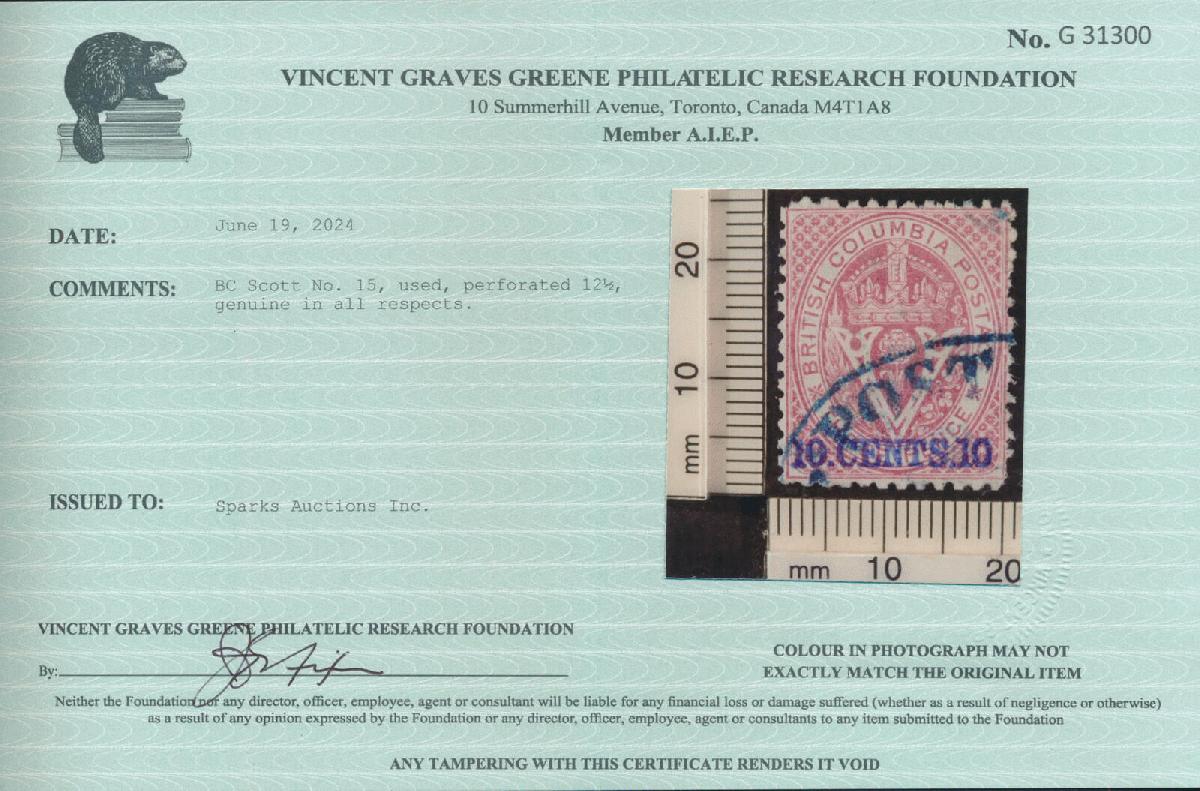 No. G 31300
VINCENT GRAVES GREENE PHILATELIC RESEARCH FOUNDATION
10 Summerhill Avenue, Toronto, Canada M4T1A8
Member A.I.E.P.
DATE: June 19, 2024
COMMENTS: BC Scott No. 15, used, perforated 12½,
genuine in all respects.
ISSUED TO: Sparks Auctions Inc.
20
10
mm
BRITISH COLUMBIA POSTA
CE
POST
10.CENTS.10
mm 10 20
VINCENT GRAVES GREENE PHILATELIC RESEARCH FOUNDATION
By:
COLOUR IN PHOTOGRAPH MAY NOT
EXACTLY MATCH THE ORIGINAL ITEM
Neither the Foundation nor any director, officer, employee, agent or consultant will be liable for any financial loss or damage suffered (whether as a result of negligence or otherwise)
as a result of any opinion expressed by the Foundation or any director, officer, employee, agent or consultants to any item submitted to the Foundation
ANY TAMPERING WITH THIS CERTIFICATE RENDERS IT VOID